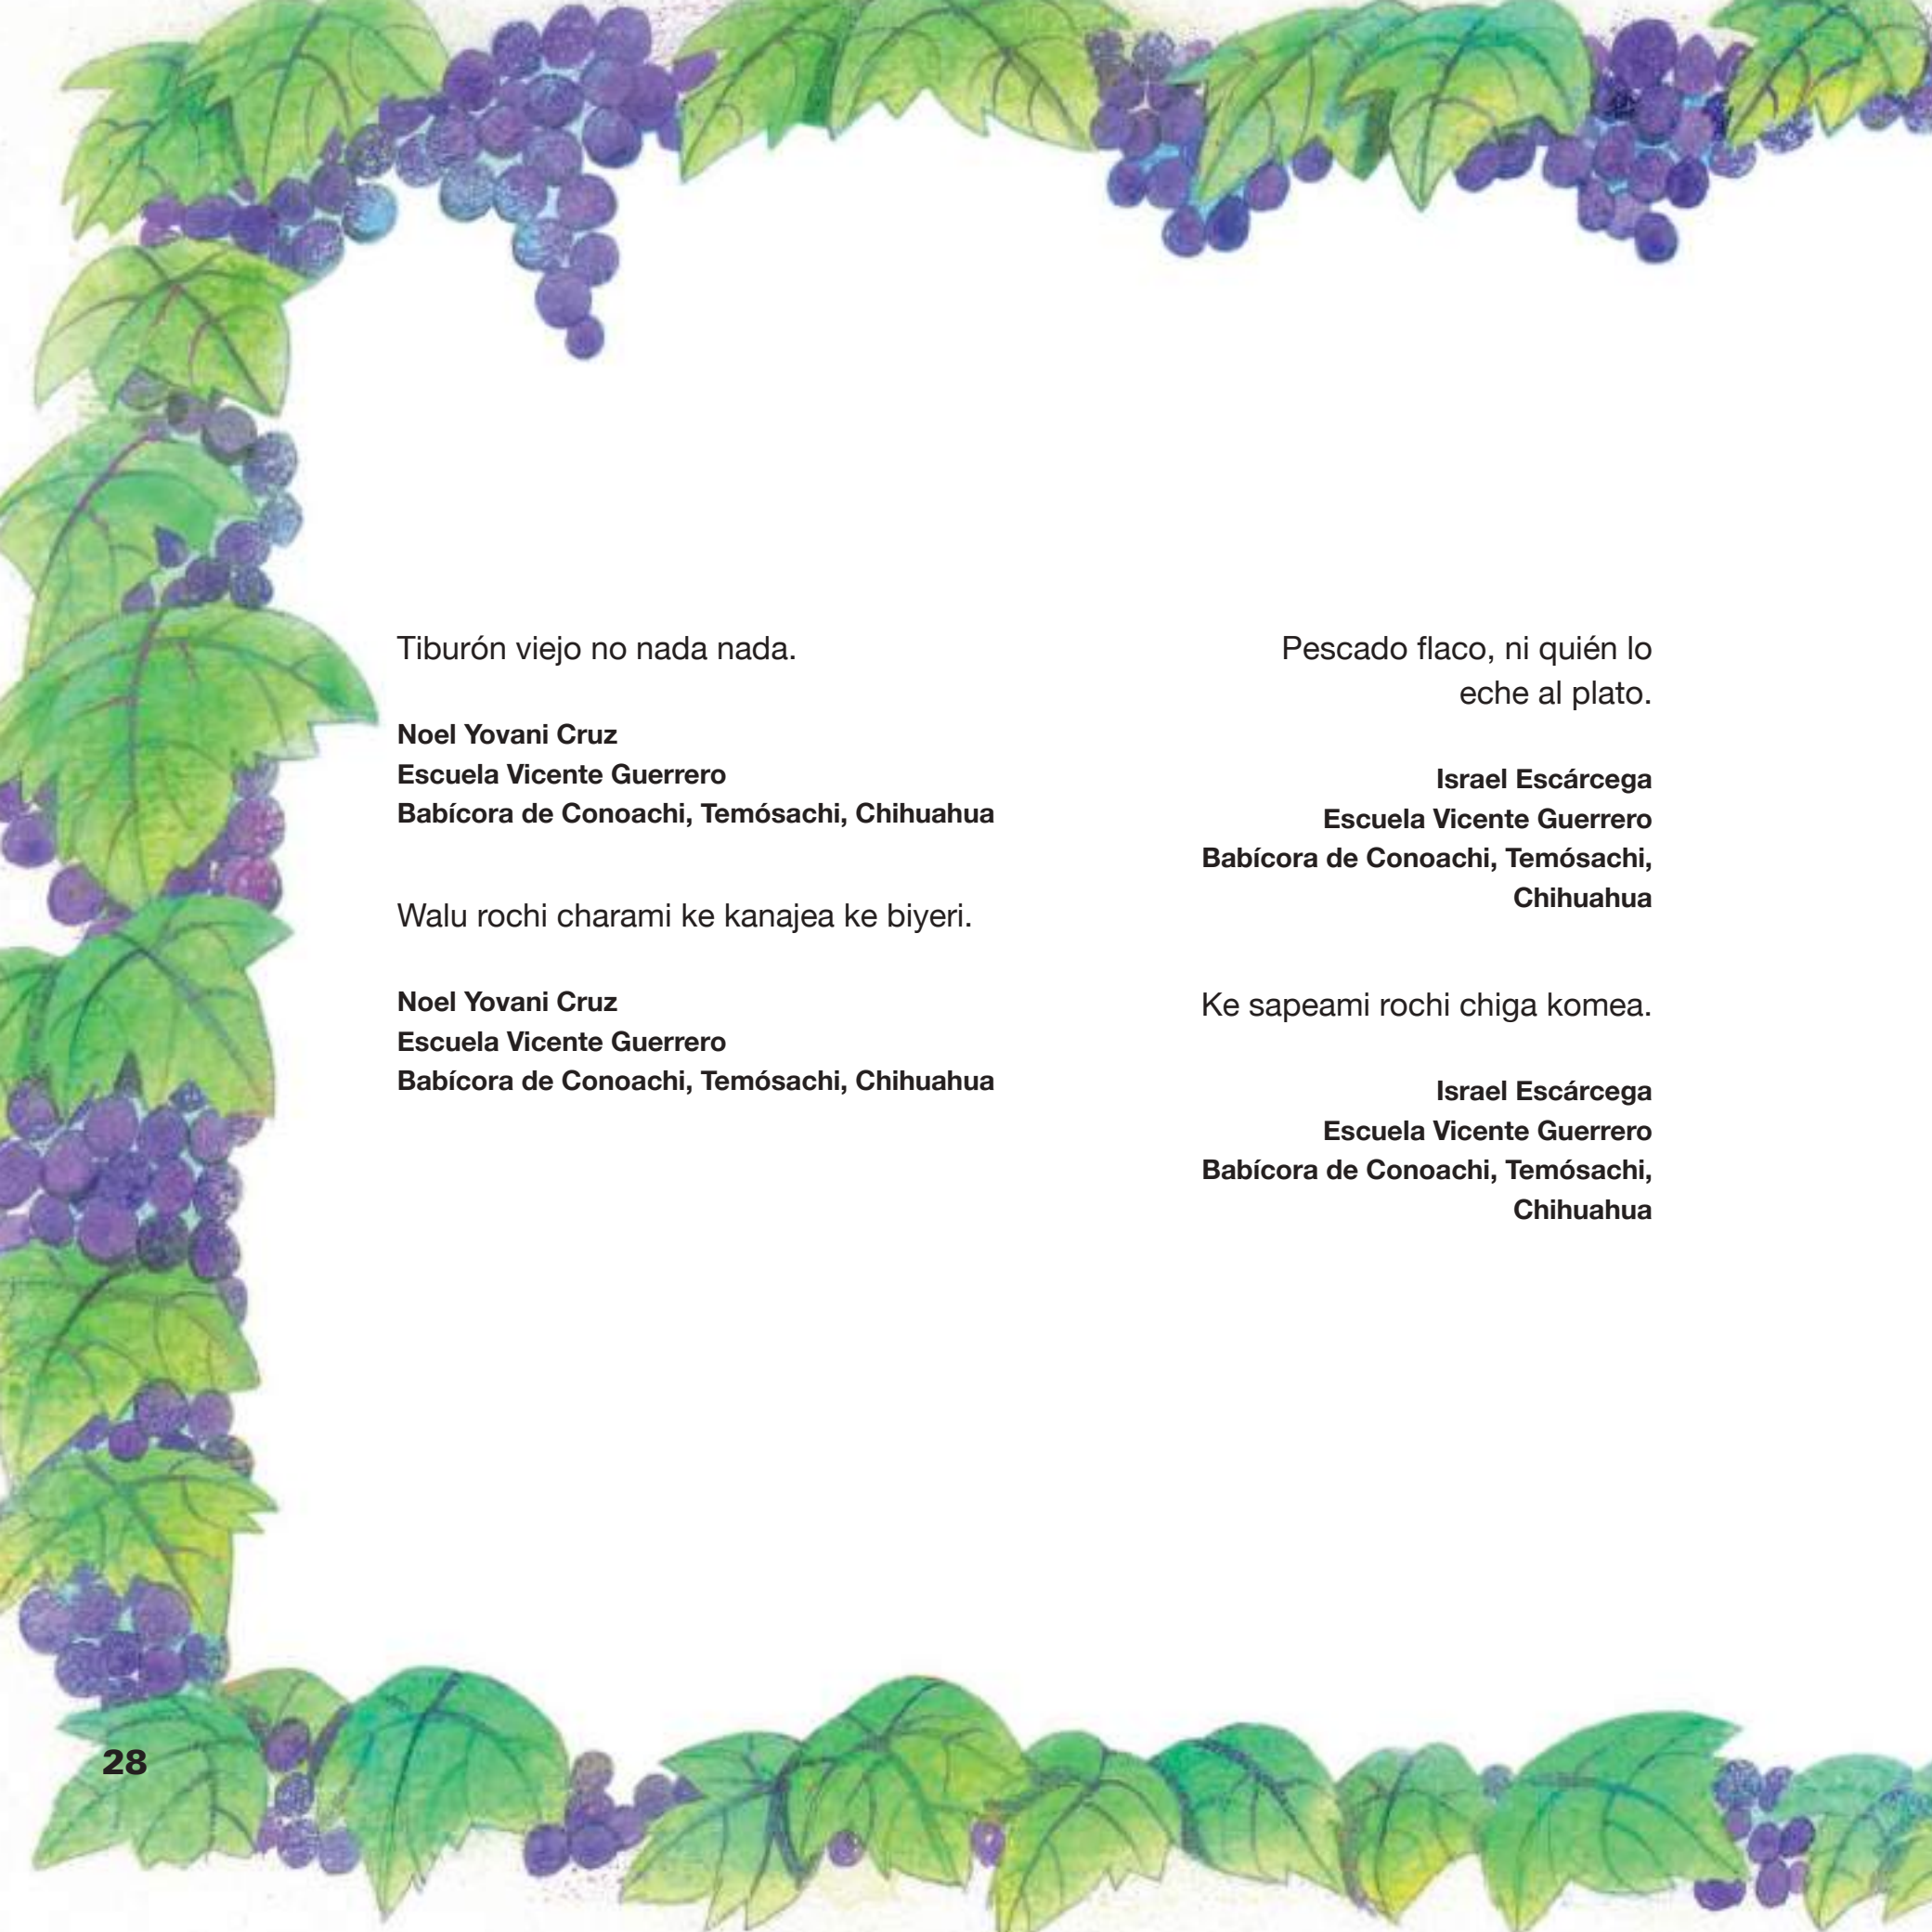 Tiburón viejo no nada nada.
Noel Yovani Cruz
Escuela Vicente Guerrero
Babícora de Conoachi, Temósachi, Chihuahua
Walu rochi charami ke kanajea ke biyeri.
Noel Yovani Cruz
Escuela Vicente Guerrero
Babícora de Conoachi, Temósachi, Chihuahua
Pescado flaco, ni quién lo
eche al plato.
Israel Escárcega
Escuela Vicente Guerrero
Babícora de Conoachi, Temósachi,
Chihuahua
Ke sapeami rochi chiga komea.
Israel Escárcega
Escuela Vicente Guerrero
Babícora de Conoachi, Temósachi,
Chihuahua
28